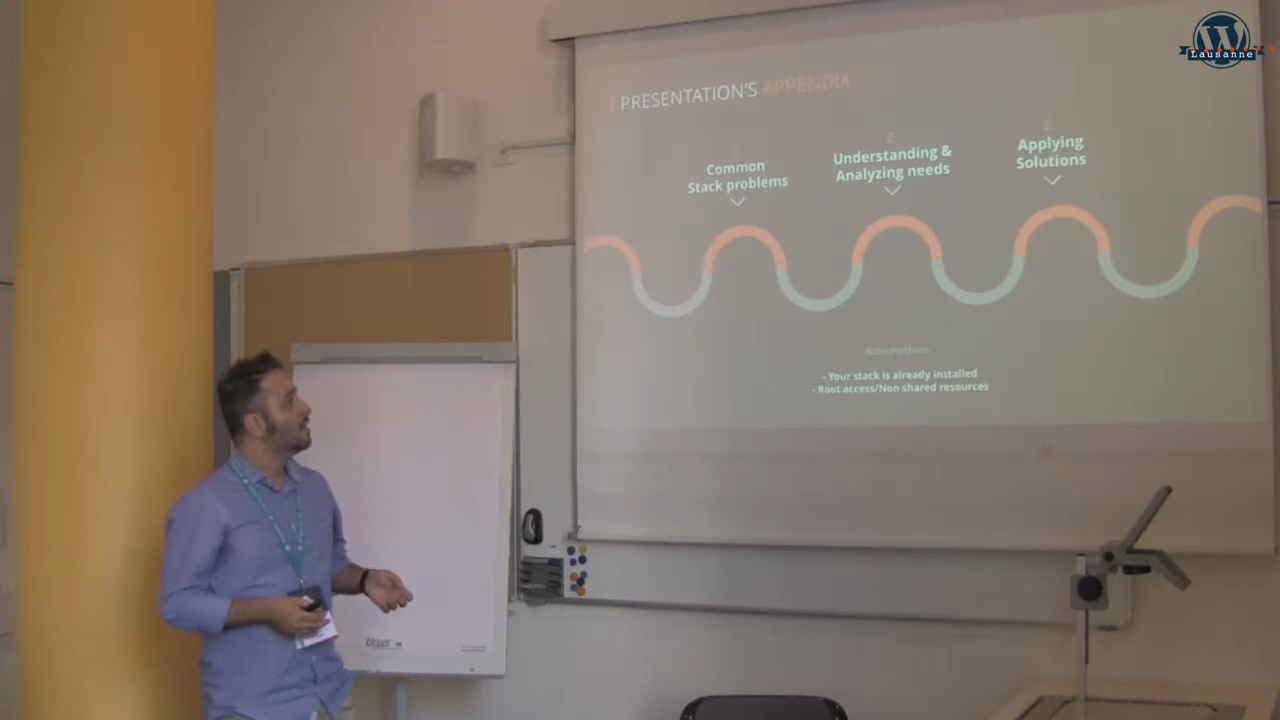 Lausanne
PRESENTATION'S APPENDIX
1
2
3
Common
Stack problems
Understanding &
Analyzing needs
Applying
Solutions
Assumptions
- Your stack is already installed
- Root access/Non shared resources